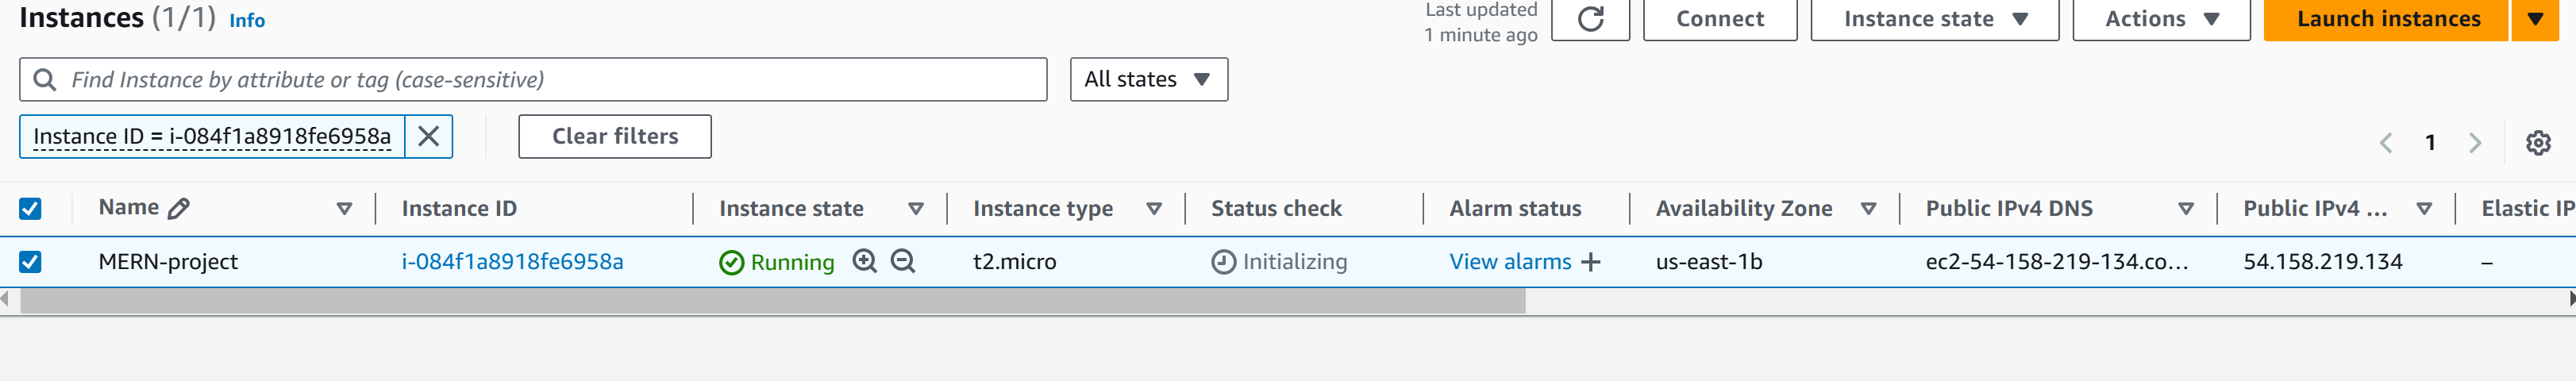 Instances (1/1) Info
Last updated
1 minute ago
Connect
Instance state
Actions
Launch instances
Find Instance by attribute or tag (case-sensitive)
All states
Instance ID = i-084f1a8918fe6958a
Clear filters
1
Name Instance ID Instance state Instance type Status check Alarm status Availability Zone Public IPv4 DNS Public IPv4 ... Elastic IP
MERN-project i-084f1a8918fe6958a Running t2.micro Initializing View alarms + us-east-1b ec2-54-158-219-134.co... 54.158.219.134 –